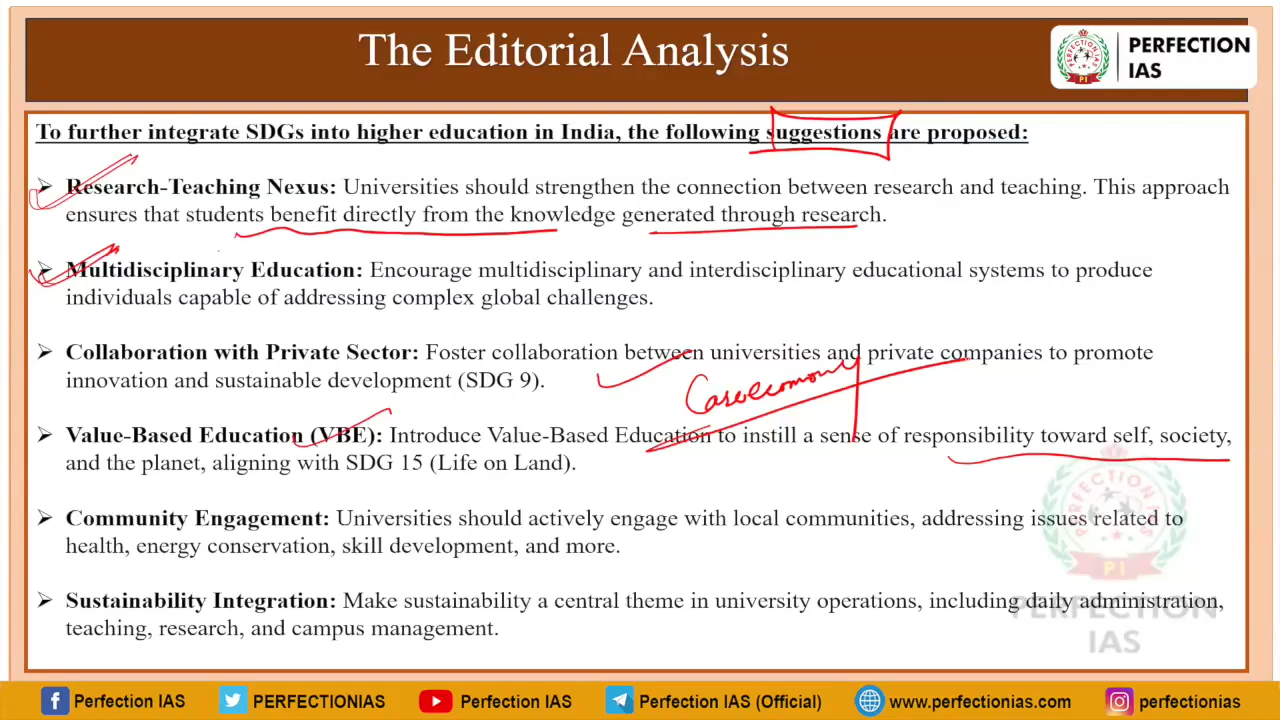 The Editorial Analysis
PERFECTION
IAS
PI
To further integrate SDGs into higher education in India, the following suggestions are proposed:
➤ Research-Teaching Nexus: Universities should strengthen the connection between research and teaching. This approach
ensures that students benefit directly from the knowledge generated through research.
➤ Multidisciplinary Education: Encourage multidisciplinary and interdisciplinary educational systems to produce
individuals capable of addressing complex global challenges.
➤ Collaboration with Private Sector: Foster collaboration between universities and private companies to promote
innovation and sustainable development (SDG 9).
➤ Value-Based Education (VBE): Introduce Value-Based Education to instill a sense of responsibility toward self, society,
and the planet, aligning with SDG 15 (Life on Land).
➤ Community Engagement: Universities should actively engage with local communities, addressing issues related to
health, energy conservation, skill development, and more.
➤ Sustainability Integration: Make sustainability a central theme in university operations, including daily administration,
teaching, research, and campus management.
PERFECTION
PI
PERFECTION
IAS
Perfection IAS
PERFECTIONIAS
Perfection IAS
Perfection IAS (Official)
www.perfectionias.com
perfectionias